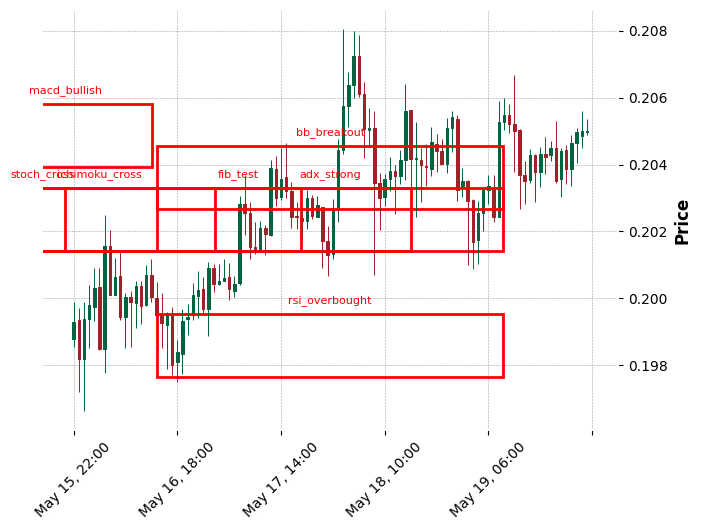 0.208
macd_bullish
0.206
bb_breakout
0.204
stoch_cross
ichimoku_cross
fib_test
adx_strong
0.202
Price
rsi_overbought
0.200
0.198
May 15, 22:00
May 16, 18:00
May 17, 14:00
May 18, 10:00
May 19, 06:00